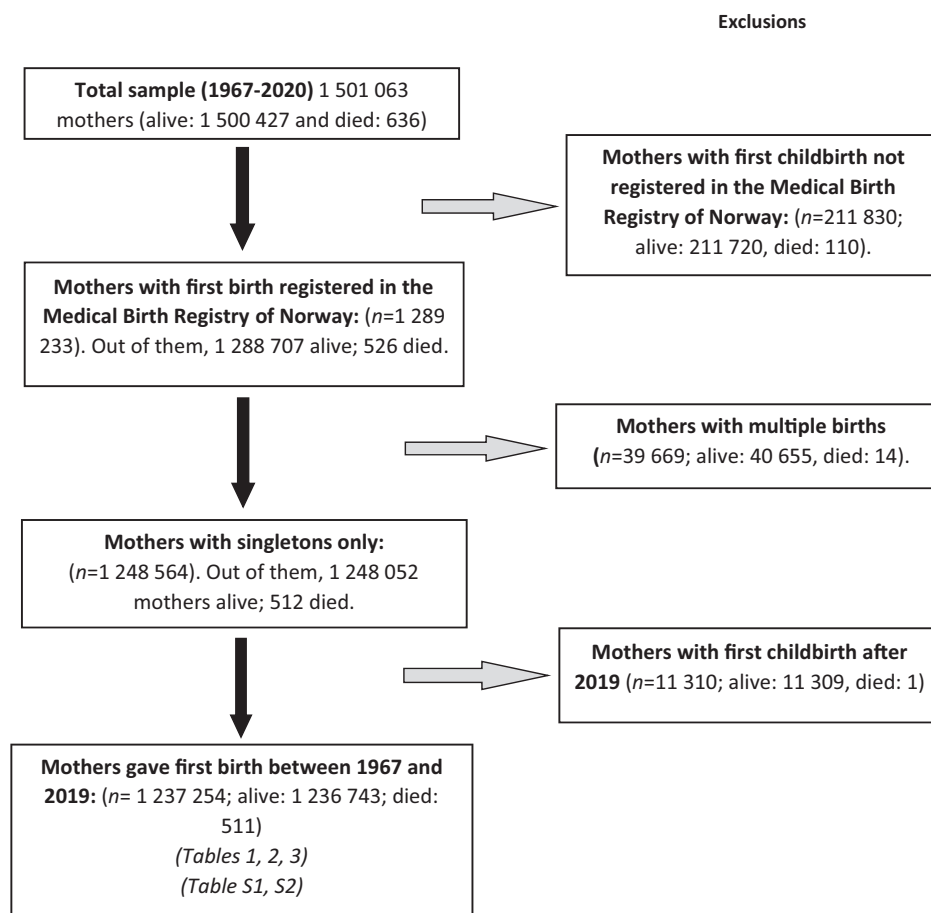 Exclusions
Total sample (1967-2020) 1 501 063
mothers (alive: 1 500 427 and died: 636)
Mothers with first childbirth not
registered in the Medical Birth
Registry of Norway: (n=211 830;
alive: 211 720, died: 110).
Mothers with first birth registered in the
Medical Birth Registry of Norway: (n=1 289
233). Out of them, 1 288 707 alive; 526 died.
Mothers with multiple births
(n=39 669; alive: 40 655, died: 14).
Mothers with singletons only:
(n=1 248 564). Out of them, 1 248 052
mothers alive; 512 died.
Mothers with first childbirth after
2019 (n=11 310; alive: 11 309, died: 1)
Mothers gave first birth between 1967 and
2019: (n= 1 237 254; alive: 1 236 743; died:
511)
(Tables 1, 2, 3)
(Table S1, S2)